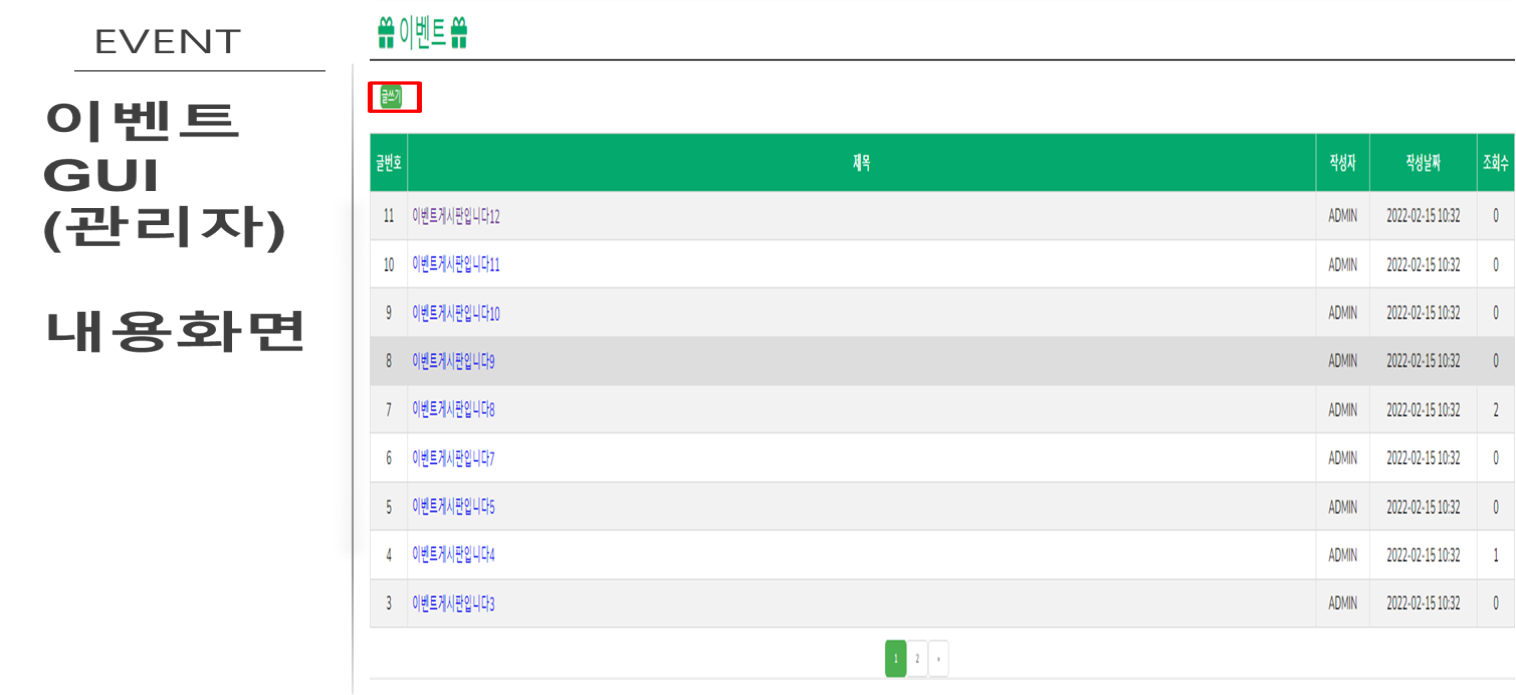 EVENT
이벤트
GUI
(관리자)
내용화면
이벤트
글쓰기
글번호 제목 작성자 작성날짜 조회수
11 이벤트게시판입니다12 ADMIN 2022-02-15 10:32 0
10 이벤트게시판입니다11 ADMIN 2022-02-15 10:32 0
9 이벤트게시판입니다10 ADMIN 2022-02-15 10:32 0
8 이벤트게시판입니다9 ADMIN 2022-02-15 10:32 0
7 이벤트게시판입니다8 ADMIN 2022-02-15 10:32 2
6 이벤트게시판입니다7 ADMIN 2022-02-15 10:32 0
5 이벤트게시판입니다5 ADMIN 2022-02-15 10:32 0
4 이벤트게시판입니다4 ADMIN 2022-02-15 10:32 1
3 이벤트게시판입니다3 ADMIN 2022-02-15 10:32 0
1 2 »